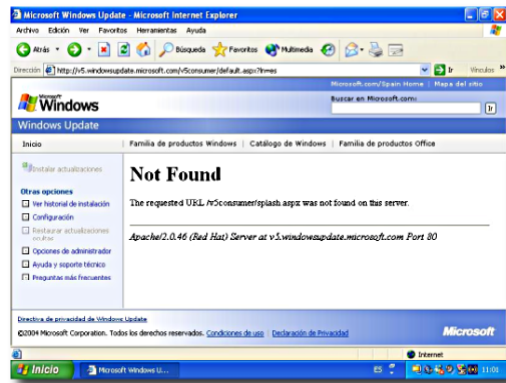 Microsoft Windows Update - Microsoft Internet Explorer
Archivo Edición Ver Favoritos Herramientas Ayuda
Atrás Búsqueda Favoritos Multimedia
Dirección http://v5.windowsupdate.microsoft.com/v5consumer/default.aspx?ln=es Ir Vínculos »
Microsoft.com/Spain Home | Mapa del sitio
Buscar en Microsoft.com:
Microsoft
Windows
Ir
Windows Update
Inicio Familia de productos Windows | Catálogo de Windows | Familia de productos Office
Instalar actualizaciones
Otras opciones
Ver historial de instalación
Configuración
Restaurar actualizaciones
ocultas
Opciones de administrador
Ayuda y soporte técnico
Preguntas más frecuentes
Not Found
The requested URL /v5consumer/splash.aspx was not found on this server.
Apache/2.0.46 (Red Hat) Server at v5.windowsupdate.microsoft.com Port 80
Directiva de privacidad de Windows Update
©2004 Microsoft Corporation. Todos los derechos reservados. Condiciones de uso | Declaración de Privacidad
Microsoft
Internet
Inicio
Microsoft Windows U...
ES
11:01